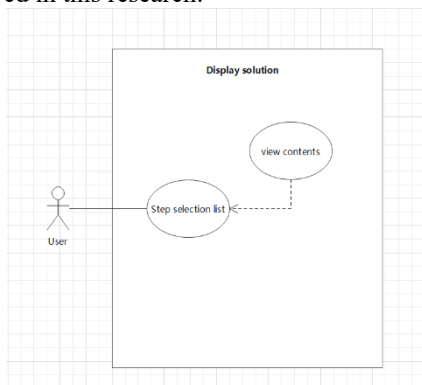 ed in this research.
Display solution
view contents
Step selection list
User